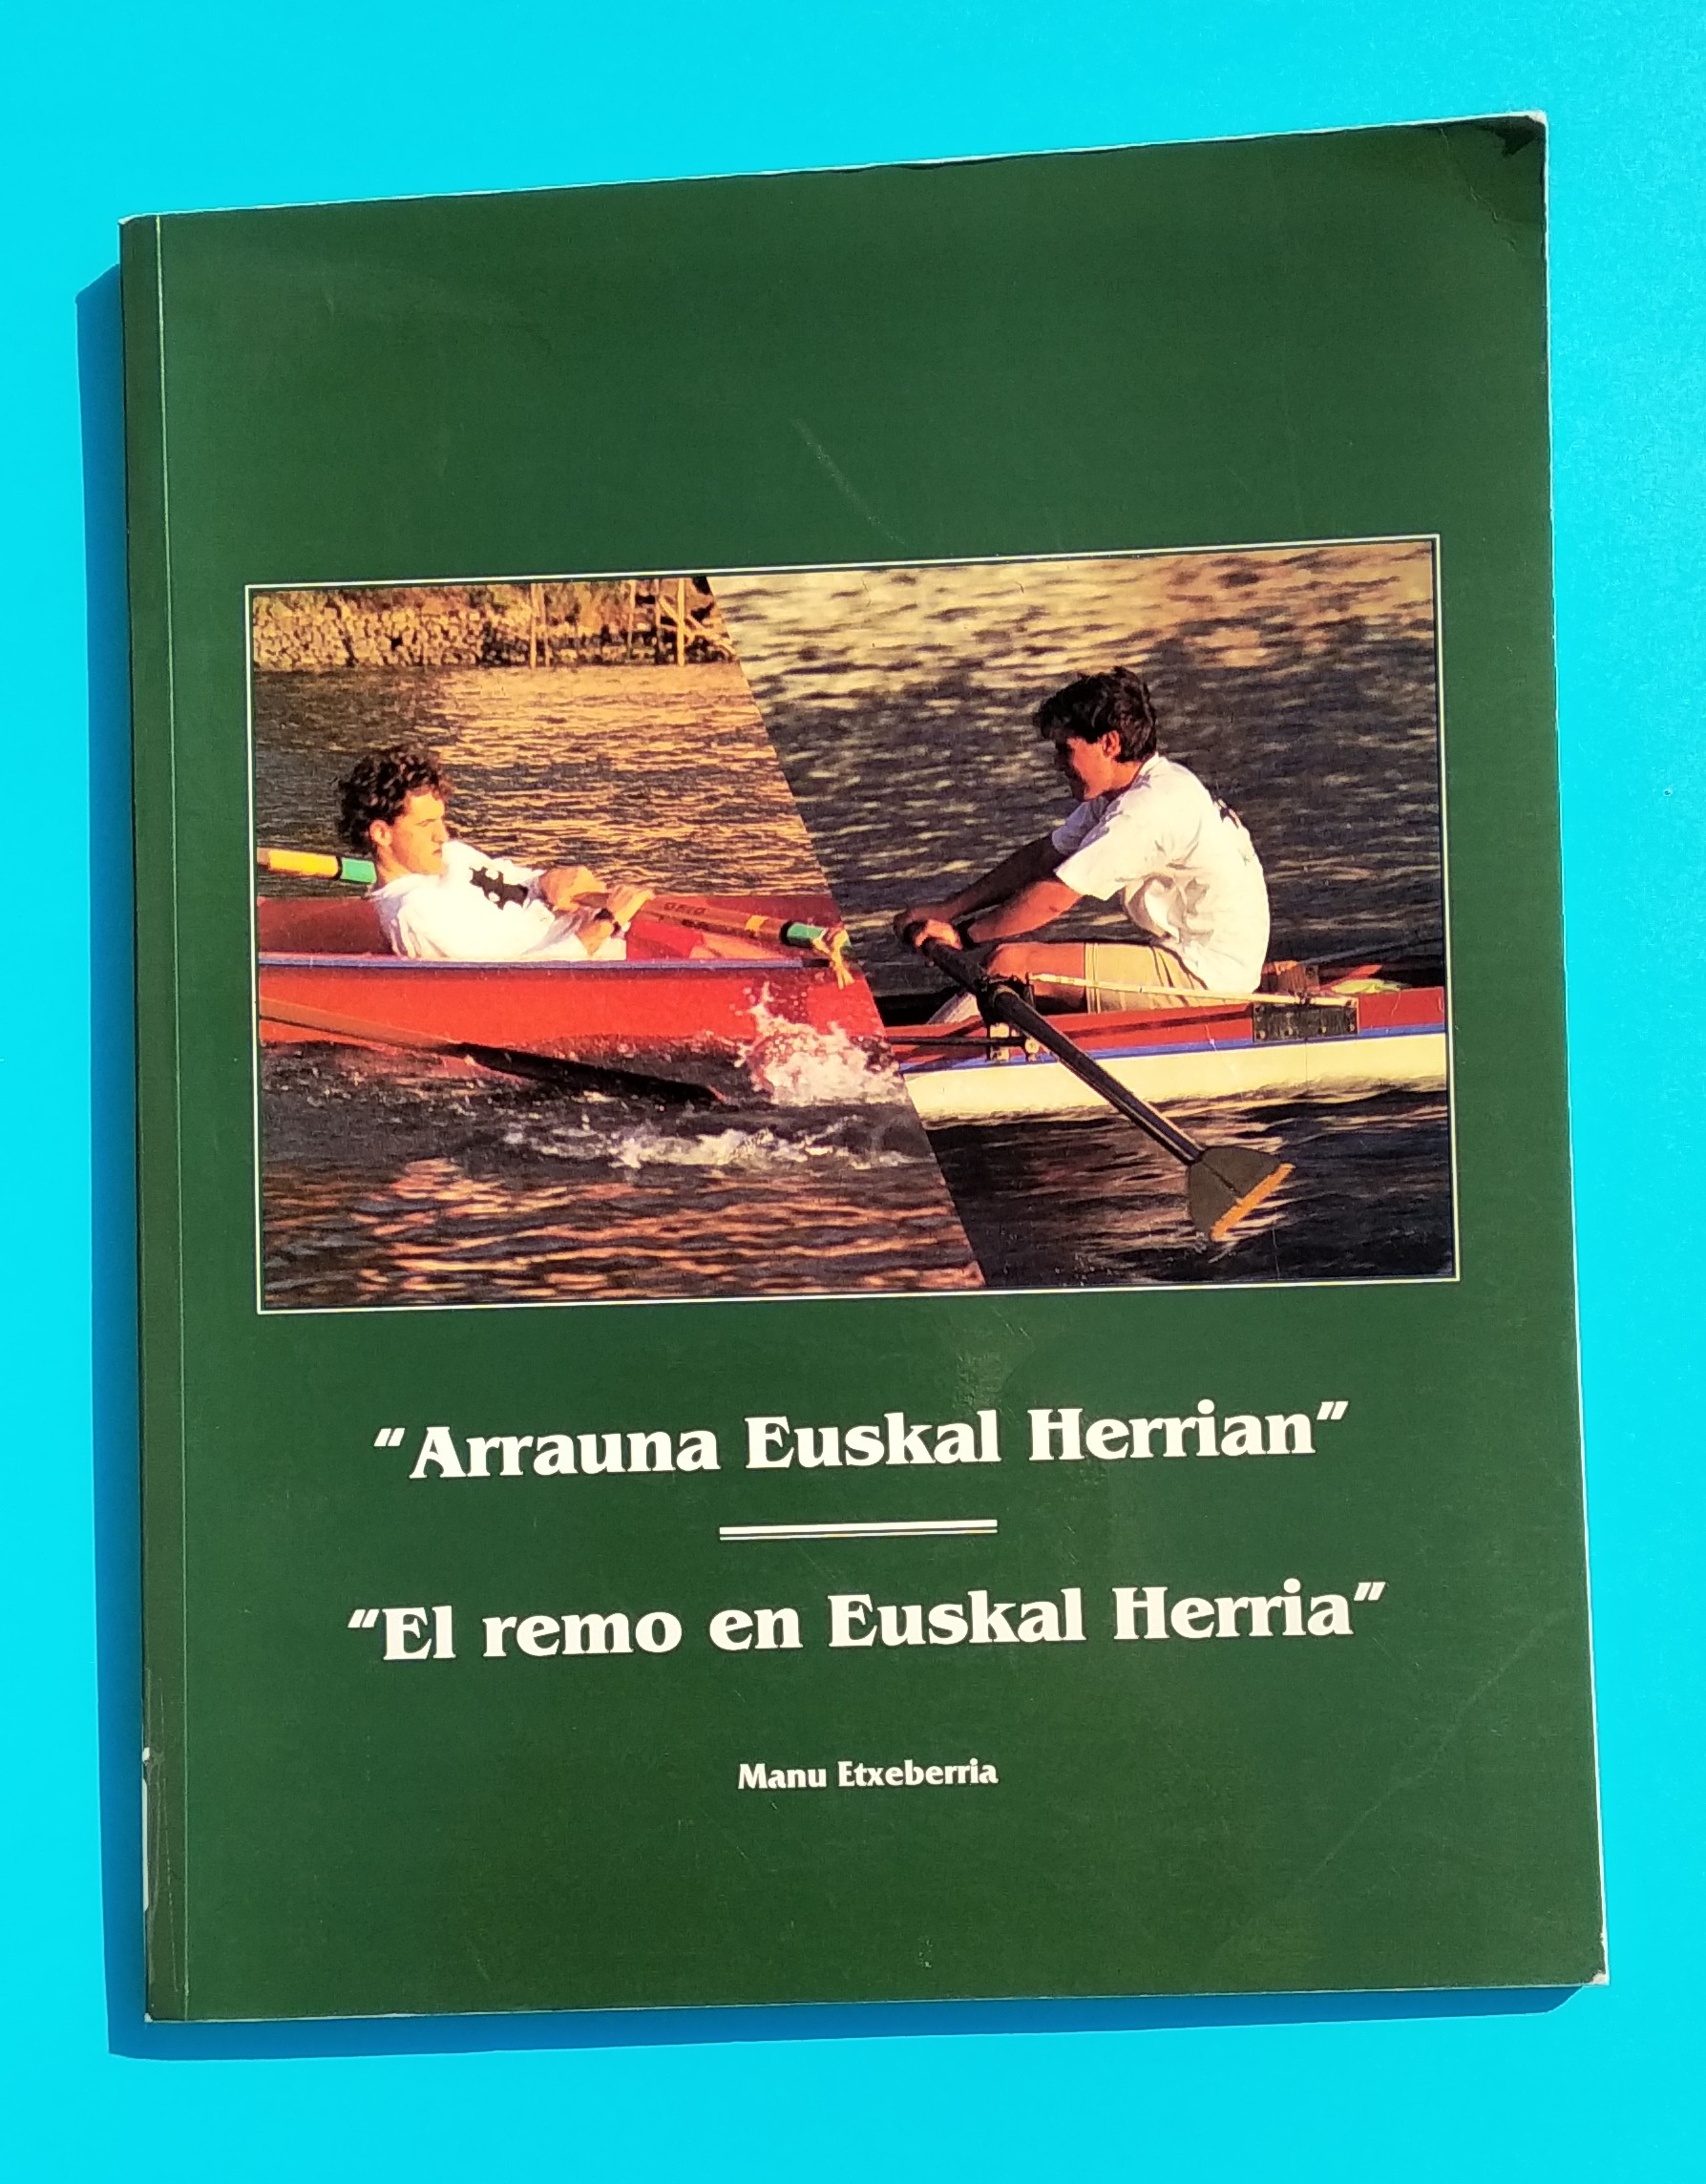 "Arrauna Euskal Herrian"
"El remo en Euskal Herria"
Manu Etxeberria